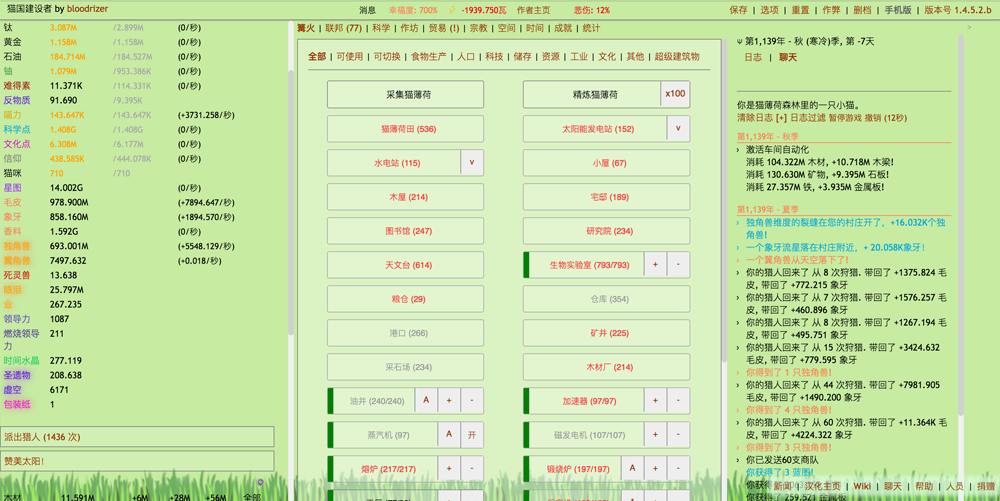 猫国建设者 by bloodrizer
消息 幸福度: 700% ⚡ -1939.750瓦 作者主页 悲伤: 12%
保存 | 选项 | 重置 | 作弊 | 删档 | 手机版 | 版本号 1.4.5.2.b
钛 3.087M /1.899M (0/秒)
黄金 1.158M /1.158M (0/秒)
石油 184.714M /184.527M (0/秒)
铀 1.079M /953.386K (0/秒)
难得素 11.371K /114.331K (0/秒)
反物质 91.690 /9.395K
喵力 143.647K /143.647K (+3731.258/秒)
科学点 1.408G /1.408G (0/秒)
文化点 6.308M /6.177M (0/秒)
信仰 438.585K /444.078K (0/秒)
猫咪 710 /710
星图 14.002G (0/秒)
毛皮 978.900M (+7894.647/秒)
象牙 858.160M (+1894.570/秒)
香料 1.592G (0/秒)
独角兽 693.001M (+5548.129/秒)
翼角兽 7497.632 (+0.018/秒)
死灵兽 13.638
眼泪 25.797M
业 267.235
领导力 1087
燃烧领导力 211
时间水晶 277.119
圣遗物 208.638
虚空 6171
包装纸 1
派出猎人 (1436 次)
赞美太阳!
木材 11.591M +6M +28M +56M 全部
篝火 | 联邦 (77) | 科学 | 作坊 | 贸易 (!) | 宗教 | 空间 | 时间 | 成就 | 统计
全部 | 可使用 | 可切换 | 食物生产 | 人口 | 科技 | 储存 | 资源 | 工业 | 文化 | 其他 | 超级建筑物
采集猫薄荷 精炼猫薄荷 x100
猫薄荷田 (536) 太阳能发电站 (152) v
水电站 (115) v 小屋 (67)
木屋 (214) 宅邸 (189)
图书馆 (247) 研究院 (234)
天文台 (614) 生物实验室 (793/793) + -
粮仓 (29) 仓库 (354)
港口 (266) 矿井 (225)
采石场 (234) 木材厂 (214)
油井 (240/240) A + - 加速器 (97/97) + -
蒸汽机 (97) A 开 磁发电机 (107/107) + -
熔炉 (217/217) + - 锻烧炉 (197/197) A + -
第1,139年 - 秋 (寒冷)季, 第 -7天
日志 | 聊天
你是猫薄荷森林里的一只小猫。
清除日志 [+] 日志过滤 暂停游戏 撤销 (12秒)
第1,139年 - 秋季
› 激活车间自动化
消耗 104.322M 木材, +10.718M 木梁!
消耗 130.630M 矿物, +9.395M 石板!
消耗 27.357M 铁, +3.935M 金属板!
第1,139年 - 夏季
› 独角兽维度的裂缝在您的村庄开了，+16.032K个独
角兽!
› 一个象牙流星落在村庄附近，+ 20.058K象牙!
› 一个翼角兽从天空落下了!
› 你的猎人回来了 从 8 次狩猎. 带回了 +1375.824 毛
皮, 带回了 +772.215 象牙
› 你的猎人回来了 从 7 次狩猎. 带回了 +1576.257 毛
皮, 带回了 +460.896 象牙
› 你的猎人回来了 从 8 次狩猎. 带回了 +1267.194 毛
皮, 带回了 +495.751 象牙
› 你的猎人回来了 从 15 次狩猎. 带回了 +3424.632
毛皮, 带回了 +779.595 象牙
› 你得到了 1 只独角兽!
› 你的猎人回来了 从 44 次狩猎. 带回了 +7981.905
毛皮, 带回了 +1490.200 象牙
› 你得到了 4 只独角兽!
› 你的猎人回来了 从 60 次狩猎. 带回了 +11.364K 毛
皮, 带回了 +4224.322 象牙
› 你得到了 3 只独角兽!
› 你已发送60支商队
你获得了 3 蓝图!
新闻 | 汉化主页 | Wiki | 聊天 | 帮助 | 人员 | 捐赠